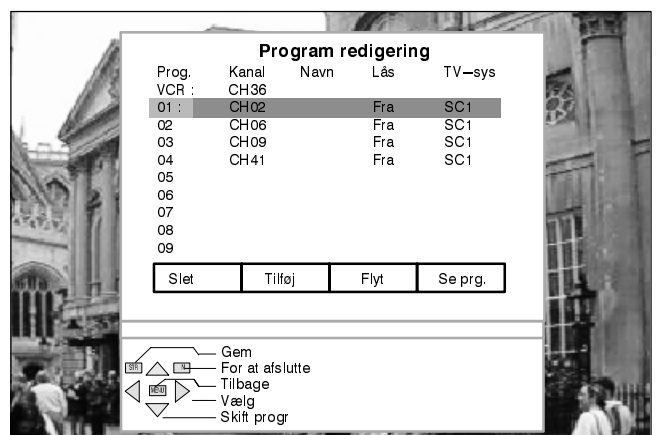 Program redigering
Prog. Kanal Navn Lås TV–sys
VCR : CH36
01 : CH02 Fra SC1
02 CH06 Fra SC1
03 CH09 Fra SC1
04 CH41 Fra SC1
05
06
07
08
09
Slet Tilføj Flyt Se prg.
Gem
STR N For at afslutte
MENU Tilbage
Vælg
Skift progr